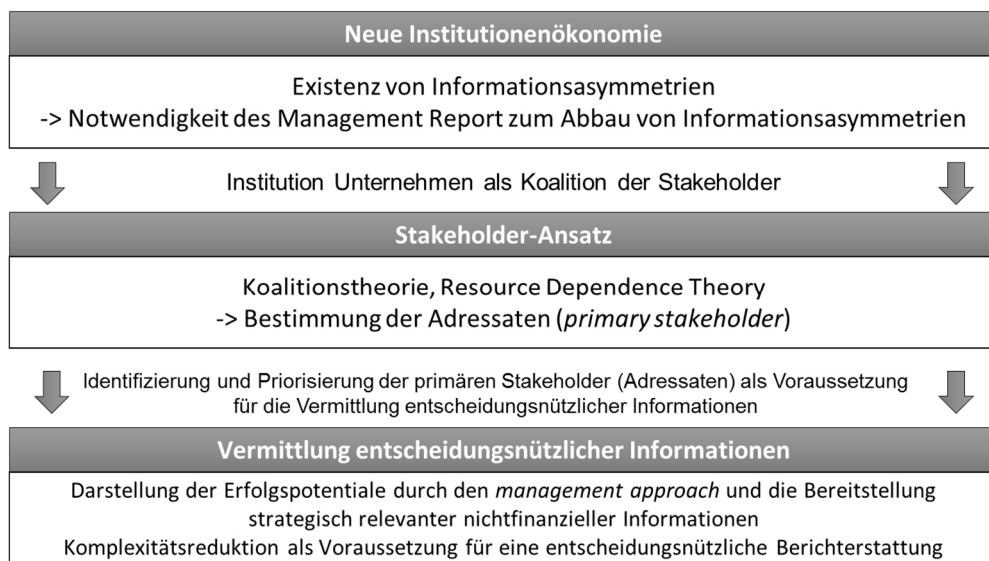 Neue Institutionenökonomie
Existenz von Informationsasymmetrien
-> Notwendigkeit des Management Report zum Abbau von Informationsasymmetrien
Institution Unternehmen als Koalition der Stakeholder
Stakeholder-Ansatz
Koalitionstheorie, Resource Dependence Theory
-> Bestimmung der Adressaten (primary stakeholder)
Identifizierung und Priorisierung der primären Stakeholder (Adressaten) als Voraussetzung
für die Vermittlung entscheidungsnützlicher Informationen
Vermittlung entscheidungsnützlicher Informationen
Darstellung der Erfolgspotentiale durch den management approach und die Bereitstellung
strategisch relevanter nichtfinanzieller Informationen
Komplexitätsreduktion als Voraussetzung für eine entscheidungsnützliche Berichterstattung